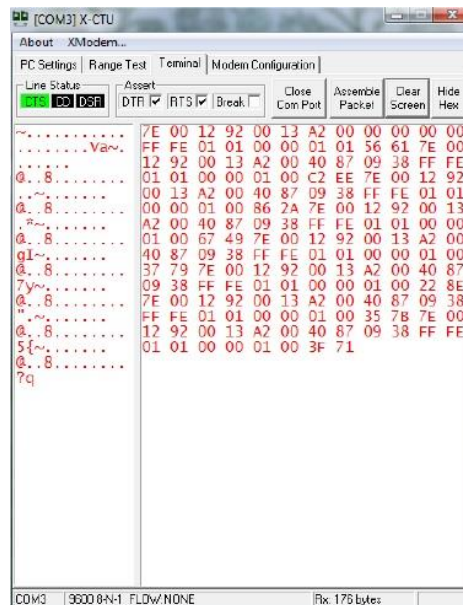 [COM3] X-CTU
About XModem...
PC Settings Range Test Terminal Modem Configuration
Line Status
CTS CD DSR
Assert
DTR RTS Break
Close
Com Port
Assemble
Packet
Clear
Screen
Hide
Hex
~........... 7E 00 12 92 00 13 A2 00 00 00 00 00
........Va~. FF FE 01 01 00 00 01 01 56 61 7E 00
...... 12 92 00 13 A2 00 40 87 09 38 FF FE
@..8........ 01 01 00 00 01 00 C2 EE 7E 00 12 92
..~....... 00 13 A2 00 40 87 09 38 FF FE 01 01
@..8........ 00 00 01 00 86 2A 7E 00 12 92 00 13
.*~....... A2 00 40 87 09 38 FF FE 01 01 00 00
@..8........ 01 00 67 49 7E 00 12 92 00 13 A2 00
gI~....... 40 87 09 38 FF FE 01 01 00 00 01 00
@..8........ 37 79 7E 00 12 92 00 13 A2 00 40 87
7y~....... 09 38 FF FE 01 01 00 00 01 00 22 8E
@..8........ 7E 00 12 92 00 13 A2 00 40 87 09 38
".~....... FF FE 01 01 00 00 01 00 35 7B 7E 00
@..8........ 12 92 00 13 A2 00 40 87 09 38 FF FE
5{~....... 01 01 00 00 01 00 3F 71
@..8........
?q
COM3 9600 8-N-1 FLOW:NONE Rx: 176 bytes